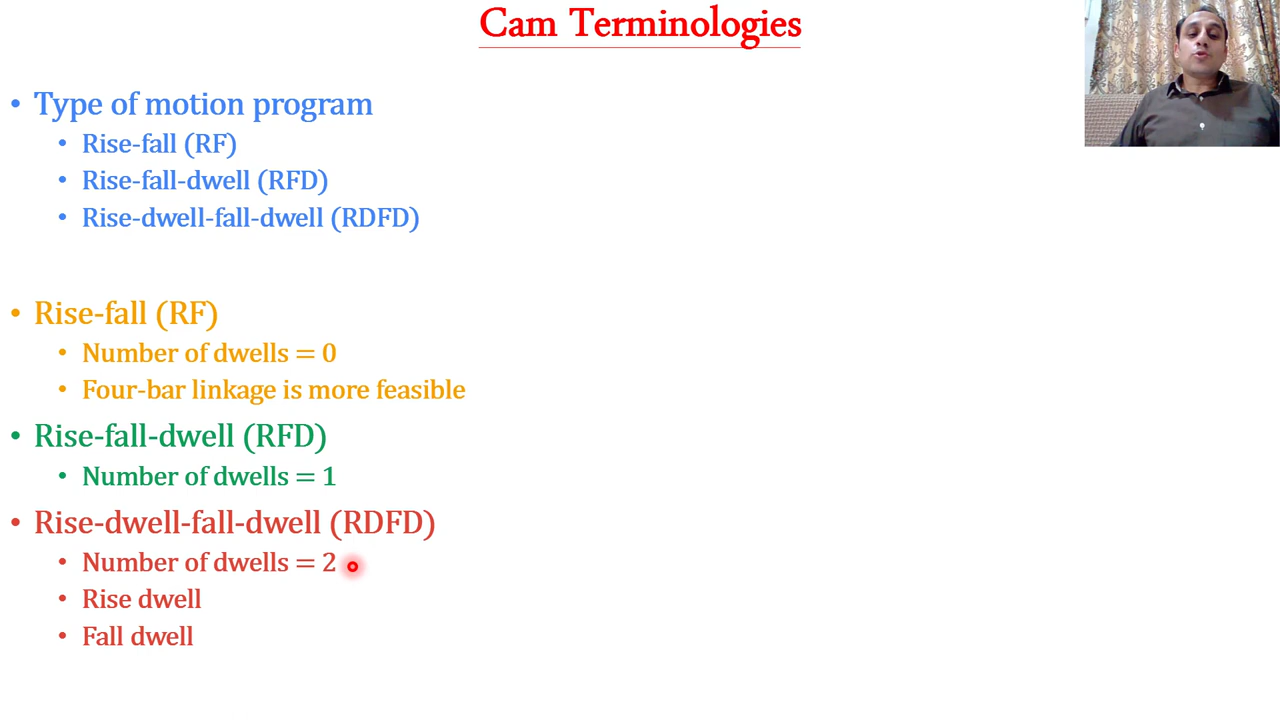 Cam Terminologies
• Type of motion program
• Rise-fall (RF)
• Rise-fall-dwell (RFD)
• Rise-dwell-fall-dwell (RDFD)
• Rise-fall (RF)
• Number of dwells = 0
• Four-bar linkage is more feasible
• Rise-fall-dwell (RFD)
• Number of dwells = 1
• Rise-dwell-fall-dwell (RDFD)
• Number of dwells = 2
• Rise dwell
• Fall dwell